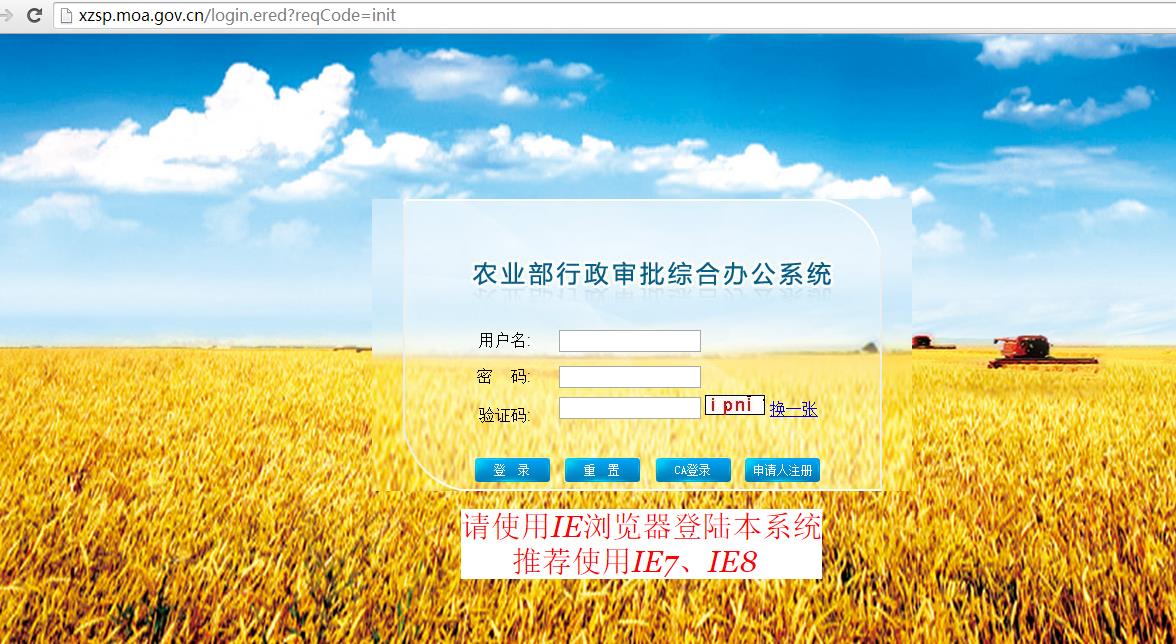 xzsp.moa.gov.cn/login.ered?reqCode=init
农业部行政审批综合办公系统
用户名:
密 码:
验证码: ipni 换一张
登 录 重 置 CA登录 申请人注册
请使用IE浏览器登陆本系统
推荐使用IE7、IE8